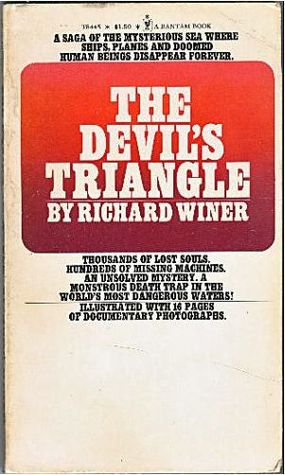 T8445 * $1.50 * A BANTAM BOOK
A SAGA OF THE MYSTERIOUS SEA WHERE
SHIPS, PLANES AND DOOMED
HUMAN BEINGS DISAPPEAR FOREVER.
THE
DEVIL'S
TRIANGLE
BY RICHARD WINER
THOUSANDS OF LOST SOULS.
HUNDREDS OF MISSING MACHINES.
AN UNSOLVED MYSTERY. A
MONSTROUS DEATH TRAP IN THE
WORLD'S MOST DANGEROUS WATERS!
ILLUSTRATED WITH 16 PAGES
OF DOCUMENTARY PHOTOGRAPHS.